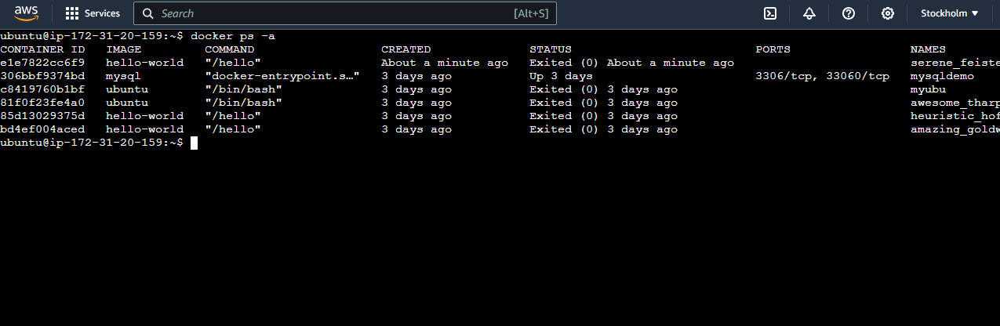 aws Services Search [Alt+S] Stockholm
ubuntu@ip-172-31-20-159:~$ docker ps -a
CONTAINER ID IMAGE COMMAND CREATED STATUS PORTS NAMES
e1e7822cc6f9 hello-world "/hello" About a minute ago Exited (0) About a minute ago serene_feiste
306bbf9374bd mysql "docker-entrypoint.s…" 3 days ago Up 3 days 3306/tcp, 33060/tcp mysqldemo
c8419760b1bf ubuntu "/bin/bash" 3 days ago Exited (0) 3 days ago myubu
81f0f23fe4a0 ubuntu "/bin/bash" 3 days ago Exited (0) 3 days ago awesome_tharp
85d13029375d hello-world "/hello" 3 days ago Exited (0) 3 days ago heuristic_hof
bd4ef004aced hello-world "/hello" 3 days ago Exited (0) 3 days ago amazing_goldw
ubuntu@ip-172-31-20-159:~$